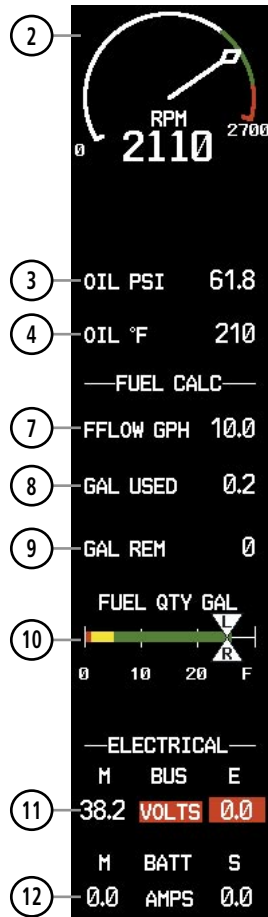 2
RPM
0 2110 2700
3 OIL PSI 61.8
4 OIL °F 210
FUEL CALC
7 FFLOW GPH 10.0
8 GAL USED 0.2
9 GAL REM 0
FUEL QTY GAL
L
10
R
0 10 20 F
ELECTRICAL
M BUS E
11 38.2 VOLTS 0.0
M BATT S
12 0.0 AMPS 0.0